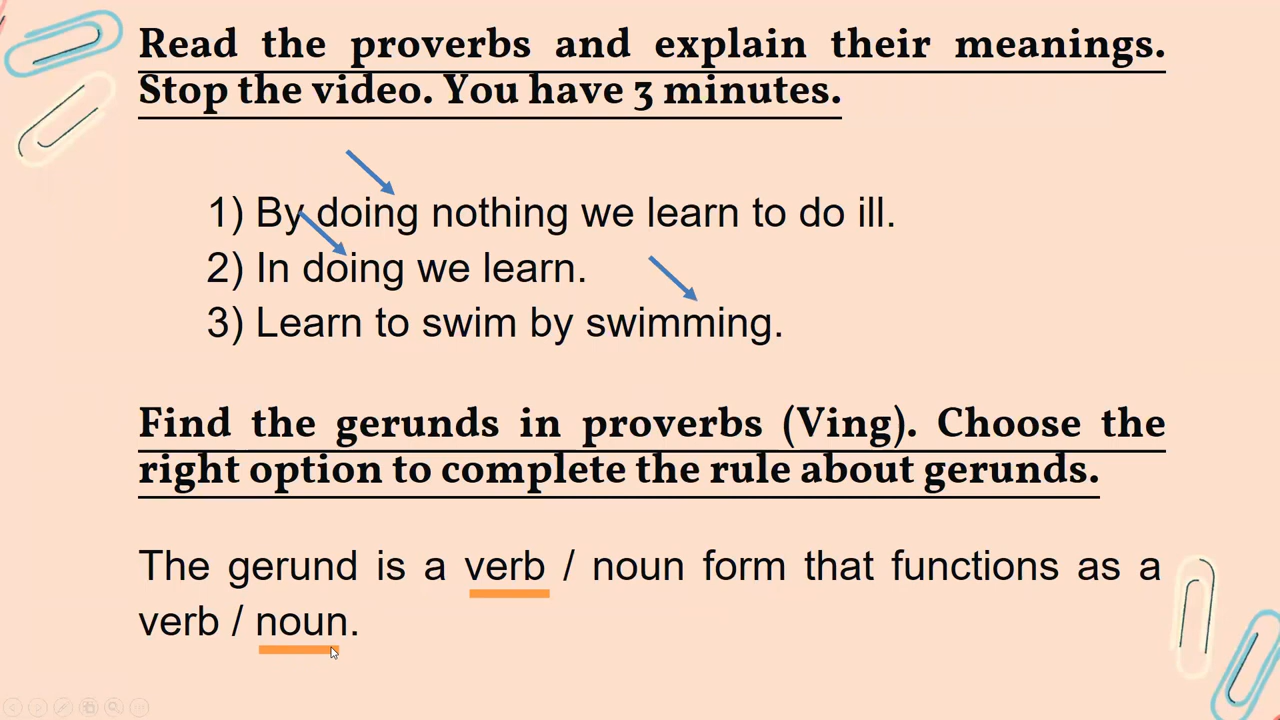 Read the proverbs and explain their meanings.
Stop the video. You have 3 minutes.
1) By doing nothing we learn to do ill.
2) In doing we learn.
3) Learn to swim by swimming.
Find the gerunds in proverbs (Ving). Choose the
right option to complete the rule about gerunds.
The gerund is a verb / noun form that functions as a
verb / noun.